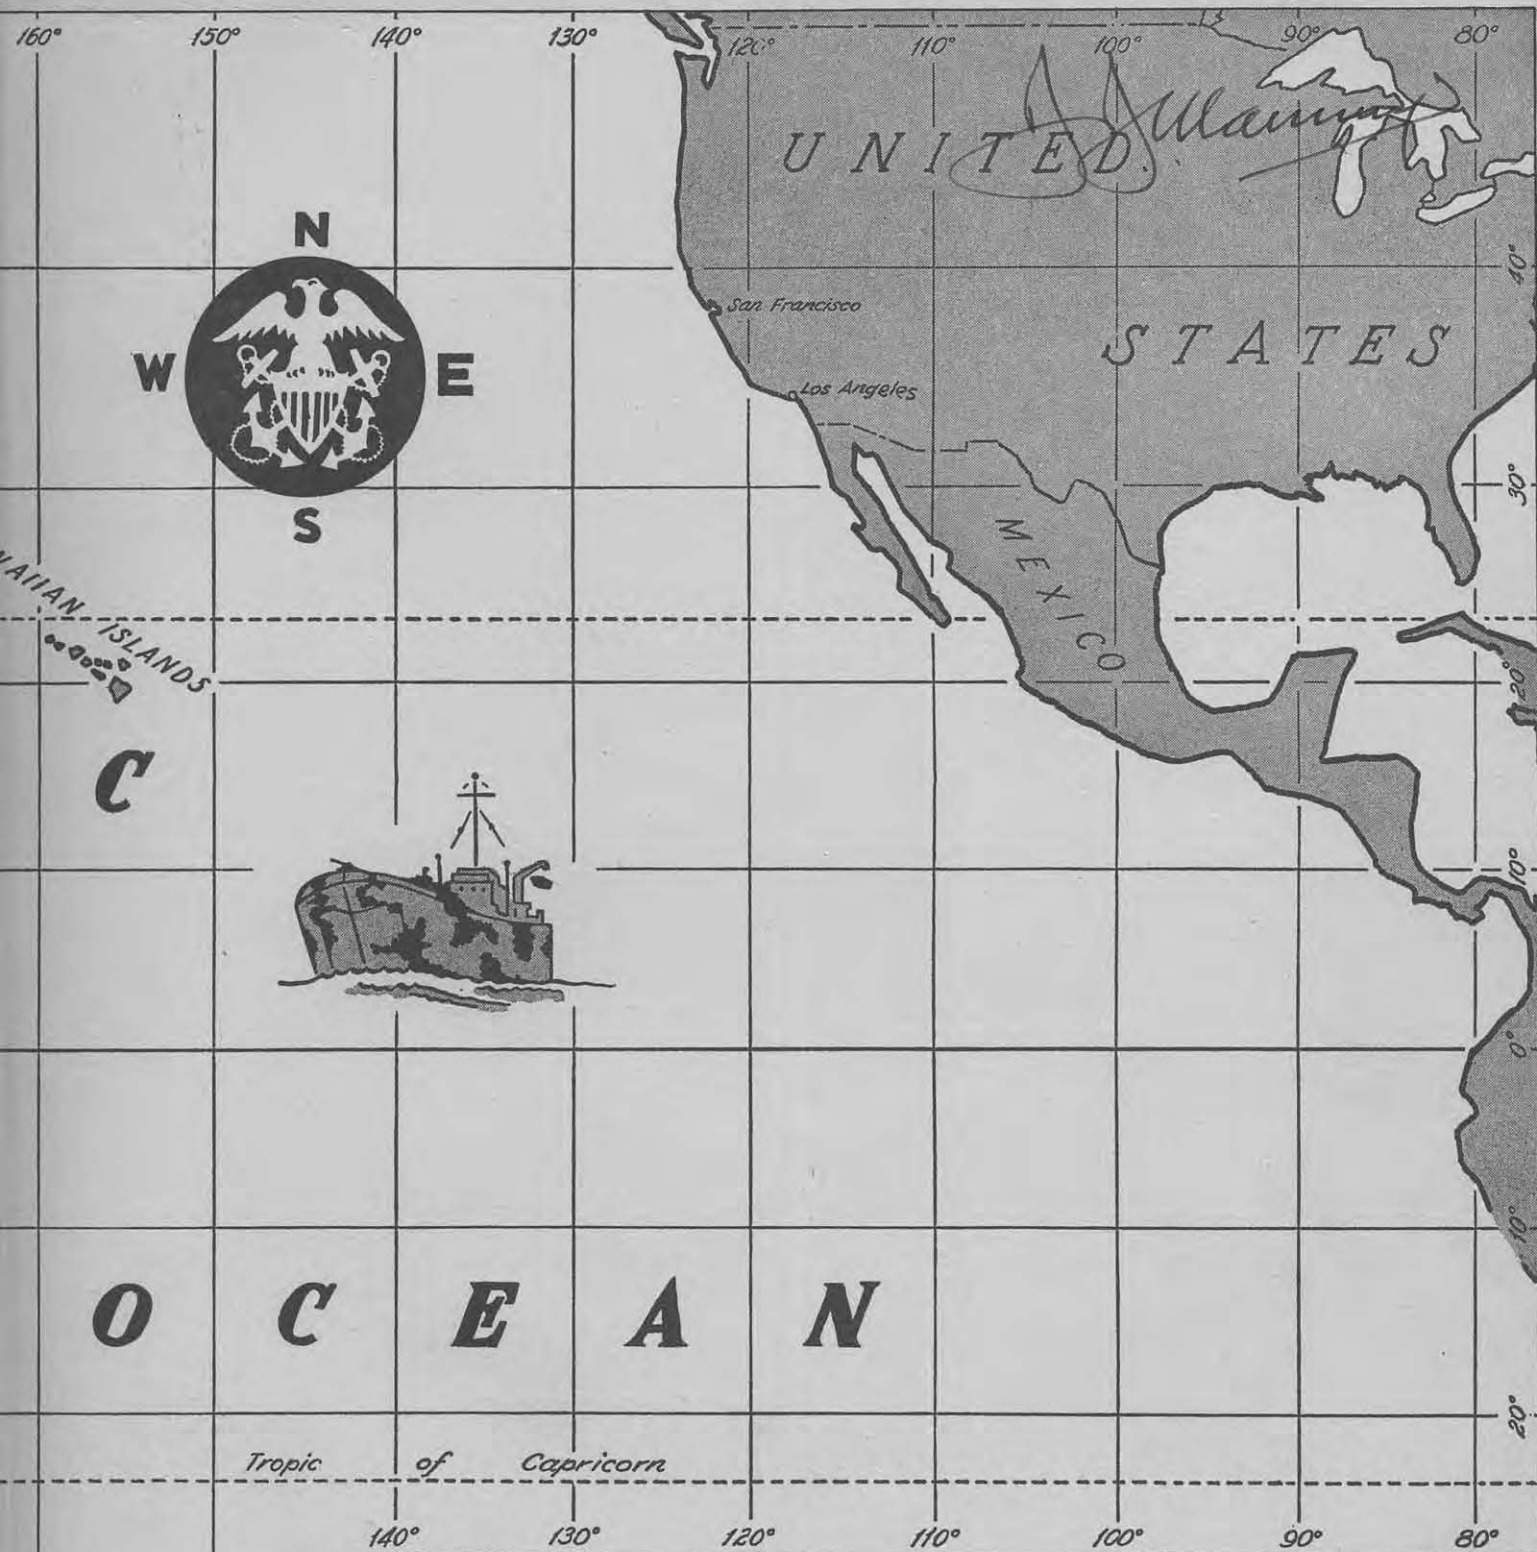 160° 150° 140° 130° 120° 110° 100° 90° 80°
UNITED
N
40°
San Francisco
STATES
W E
Los Angeles
30°
S
MEXICO
WAIIAN ISLANDS
20°
C
10°
0°
10°
O C E A N
20°
Tropic of Capricorn
140° 130° 120° 110° 100° 90° 80°